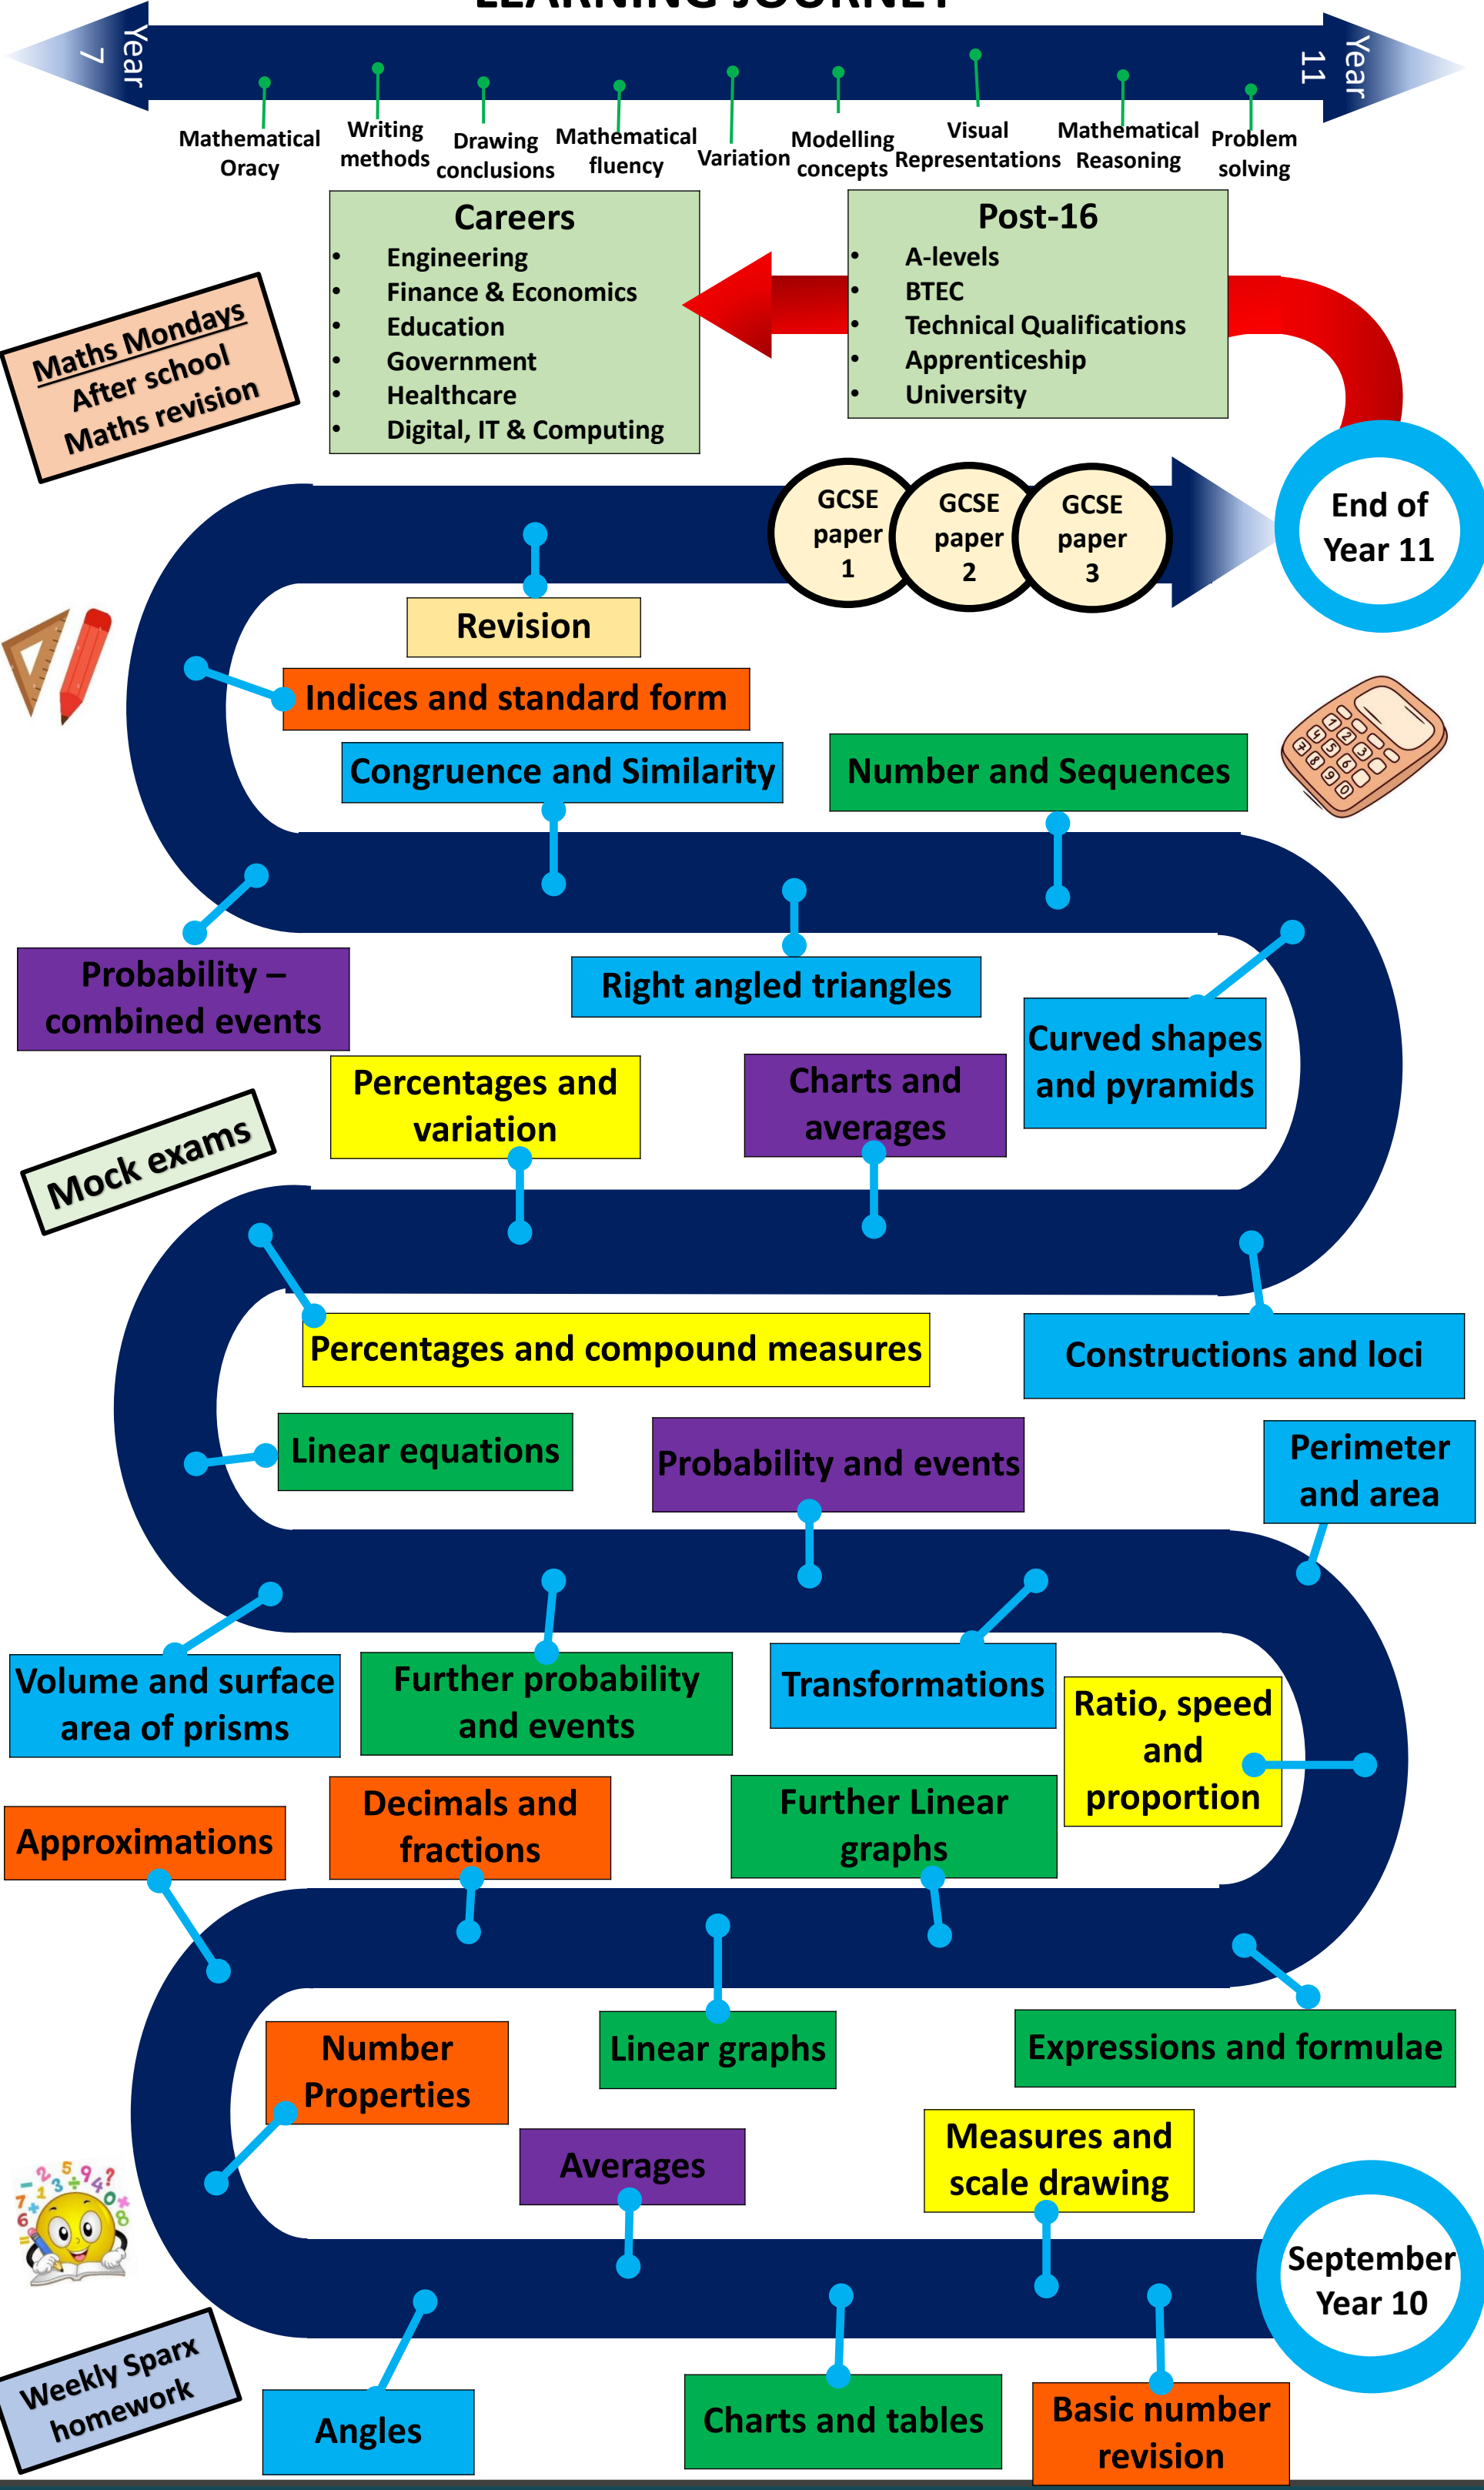 LEARNING JOURNEY
Year
7
Year
11
Mathematical
Oracy
Writing
methods
Drawing
conclusions
Mathematical
fluency
Variation
Modelling
concepts
Visual
Representations
Mathematical
Reasoning
Problem
solving
Careers
• Engineering
• Finance & Economics
• Education
• Government
• Healthcare
• Digital, IT & Computing
Post-16
• A-levels
• BTEC
• Technical Qualifications
• Apprenticeship
• University
Maths Mondays
After school
Maths revision
GCSE
paper
1
GCSE
paper
2
GCSE
paper
3
End of
Year 11
Revision
Indices and standard form
Congruence and Similarity
Number and Sequences
Probability –
combined events
Right angled triangles
Curved shapes
and pyramids
Percentages and
variation
Charts and
averages
Mock exams
Percentages and compound measures
Constructions and loci
Linear equations
Probability and events
Perimeter
and area
Volume and surface
area of prisms
Further probability
and events
Transformations
Ratio, speed
and
proportion
Approximations
Decimals and
fractions
Further Linear
graphs
Number
Properties
Linear graphs
Expressions and formulae
Averages
Measures and
scale drawing
September
Year 10
Weekly Sparx
homework
Angles
Charts and tables
Basic number
revision